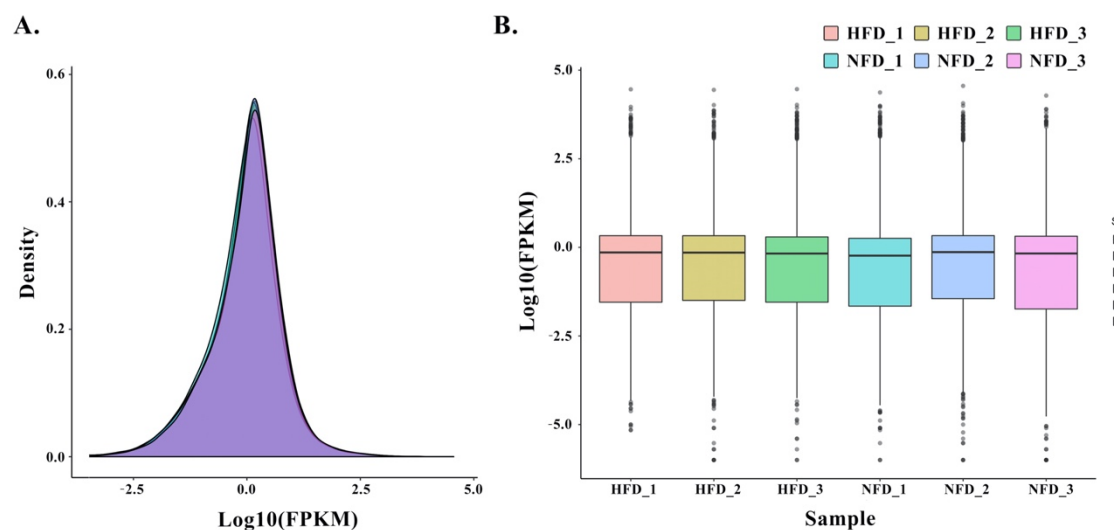 A.
0.6
0.4
0.2
0.0
Density
-2.5 0.0 2.5 5.0
Log10(FPKM)
B.
HFD_1 HFD_2 HFD_3
NFD_1 NFD_2 NFD_3
5.0
2.5
0.0
-2.5
-5.0
Log10(FPKM)
HFD_1 HFD_2 HFD_3 NFD_1 NFD_2 NFD_3
Sample